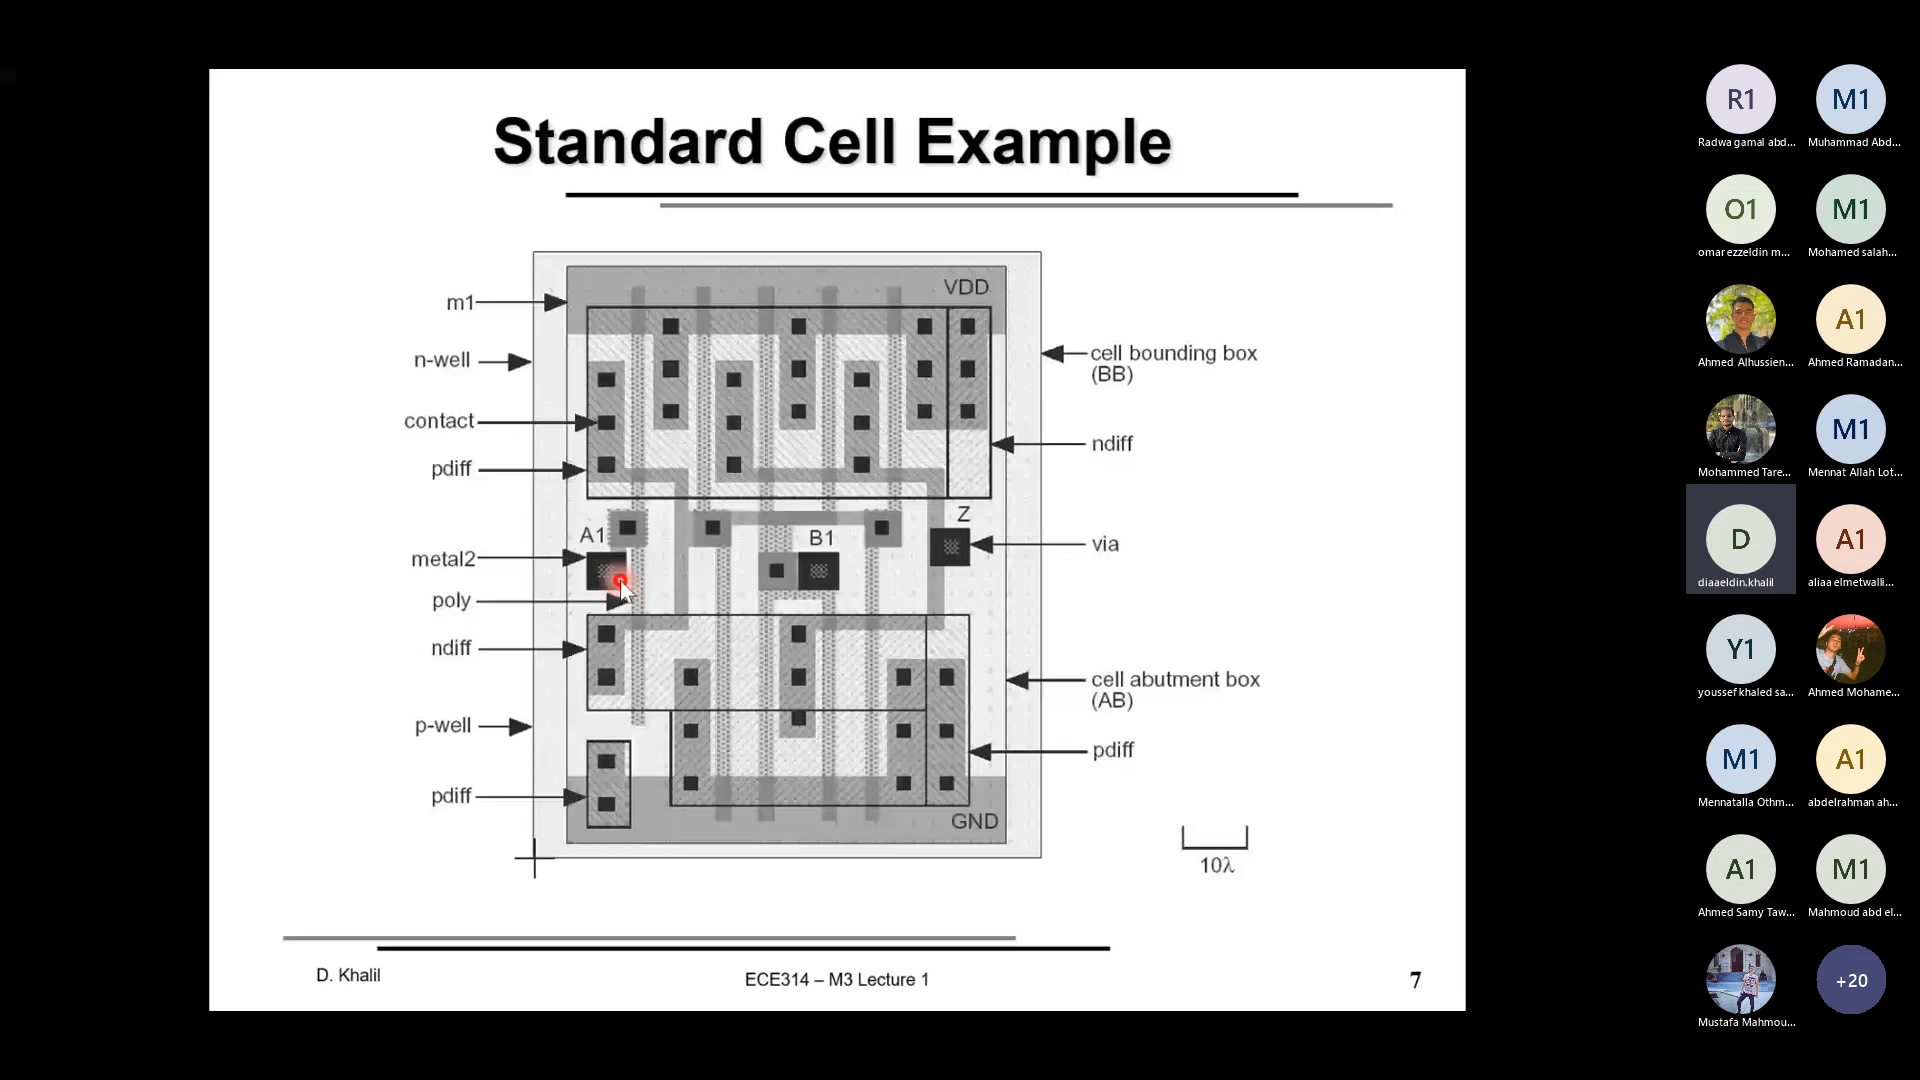 Standard Cell Example
VDD
m1
n-well
cell bounding box
(BB)
contact
ndiff
pdiff
Z
A1
B1
via
metal2
poly
ndiff
cell abutment box
(AB)
p-well
pdiff
pdiff
GND
10λ
D. Khalil
ECE314 – M3 Lecture 1
7
R1
M1
Radwa gamal abd...
Muhammad Abd...
O1
M1
omar ezzeldin m...
Mohamed salah...
A1
Ahmed Alhussien...
Ahmed Ramadan...
M1
Mohammed Tare...
Mennat Allah Lot...
D
A1
diaaeldin.khalil
aliaa elmetwalli...
Y1
youssef khaled sa...
Ahmed Mohame...
M1
A1
Mennatalla Othm...
abdelrahman ah...
A1
M1
Ahmed Samy Taw...
Mahmoud abd el...
+20
Mustafa Mahmou...